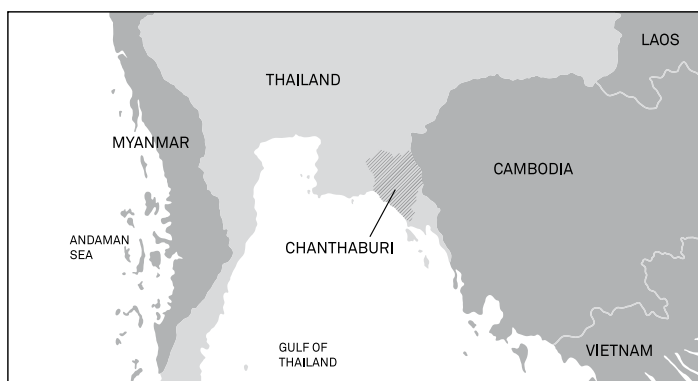 LAOS
THAILAND
MYANMAR
CAMBODIA
ANDAMAN
SEA
CHANTHABURI
GULF OF
THAILAND
VIETNAM